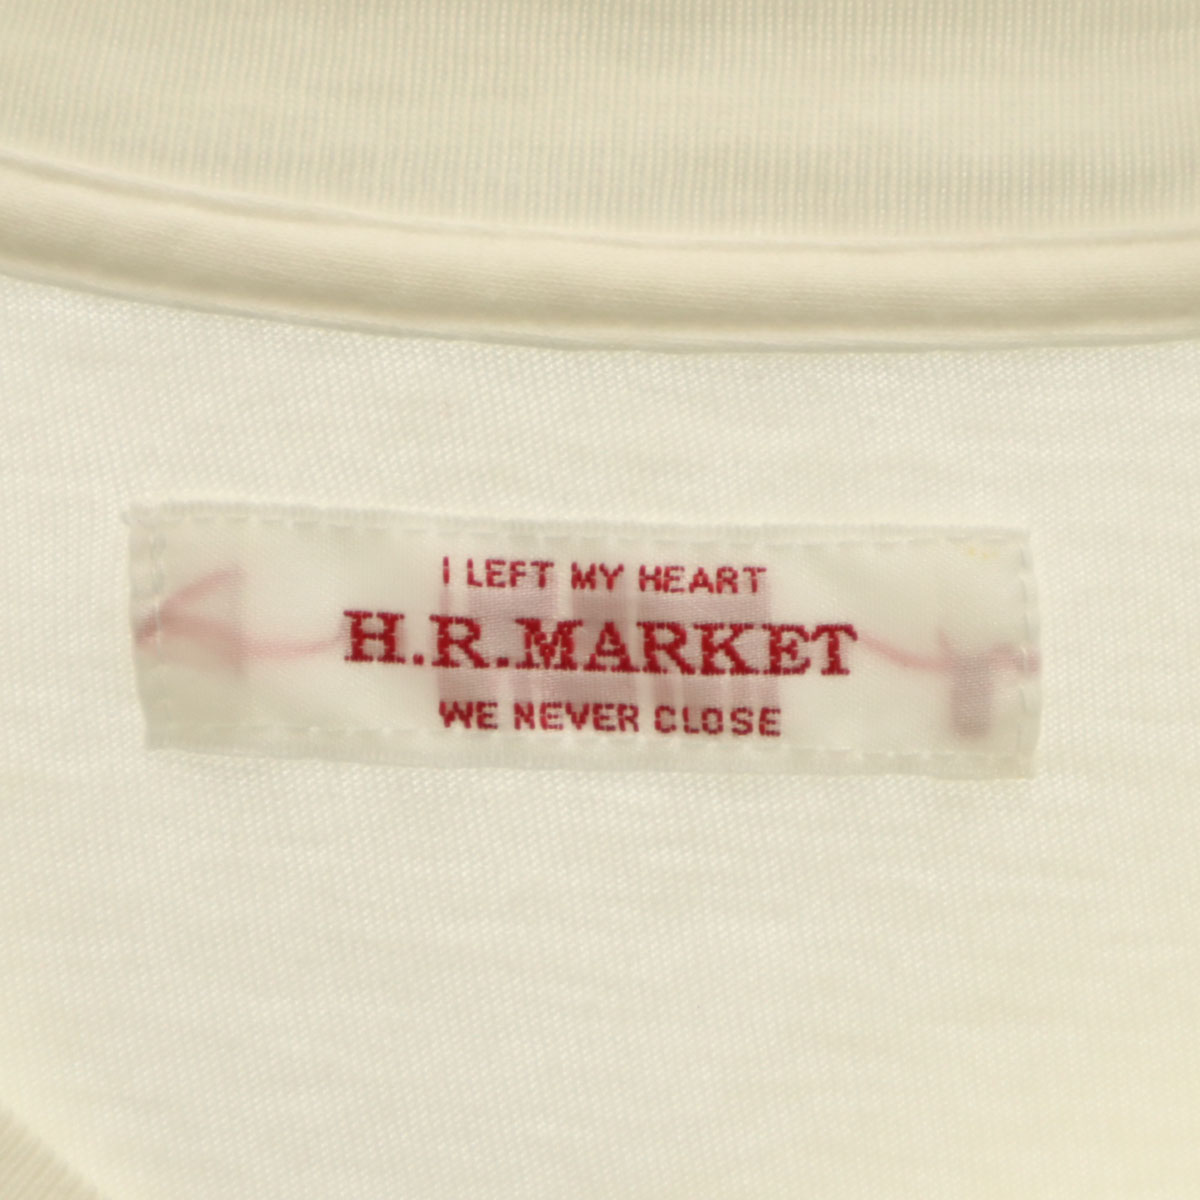 I LEFT MY HEART
H.R.MARKET
WE NEVER CLOSE